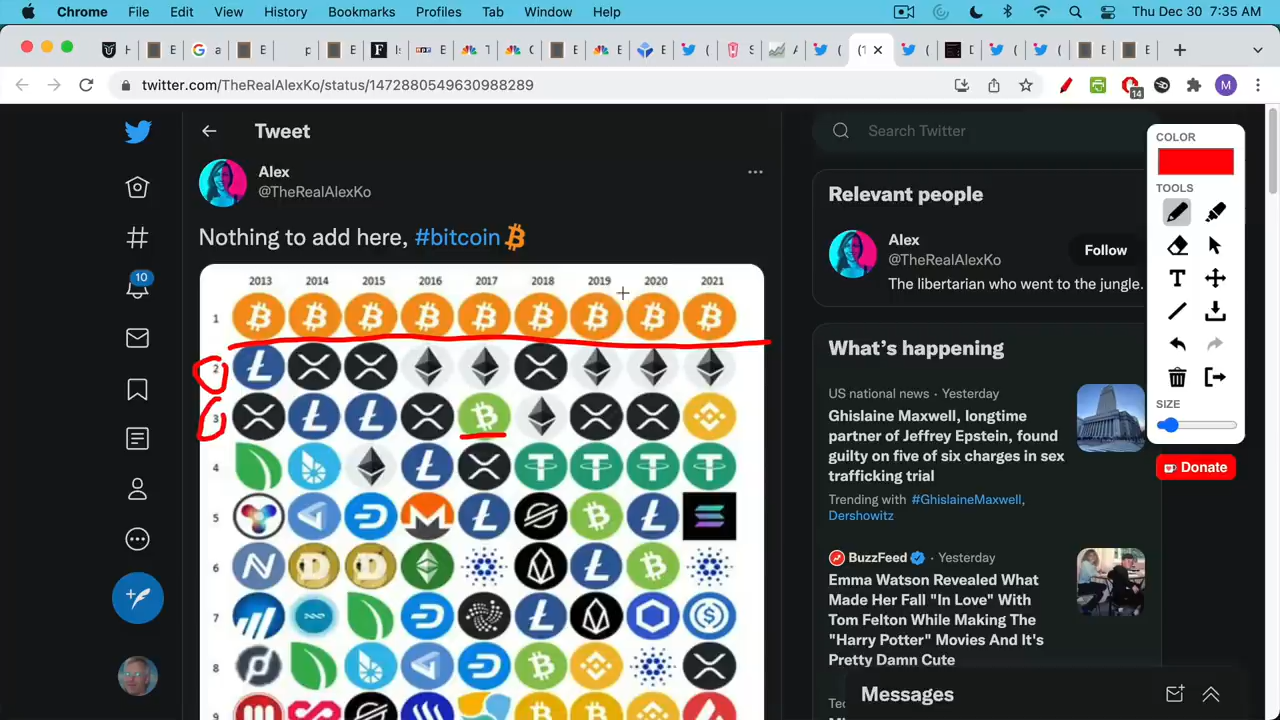 Chrome File Edit View History Bookmarks Profiles Tab Window Help Thu Dec 30 7:35 AM
twitter.com/TheRealAlexKo/status/1472880549630988289
14
M
Tweet
Alex
@TheRealAlexKo
Nothing to add here, #bitcoin
2013 2014 2015 2016 2017 2018 2019 2020 2021
1
2
3
4
5
6
7
8
9
10
Search Twitter
Relevant people
Alex
@TheRealAlexKo
Follow
The libertarian who went to the jungle.
What's happening
US national news · Yesterday
Ghislaine Maxwell, longtime
partner of Jeffrey Epstein, found
guilty on five of six charges in sex
trafficking trial
Trending with #GhislaineMaxwell,
Dershowitz
BuzzFeed · Yesterday
Emma Watson Revealed What
Made Her Fall "In Love" With
Tom Felton While Making The
"Harry Potter" Movies And It's
Pretty Damn Cute
Messages
COLOR
TOOLS
T
SIZE
Donate